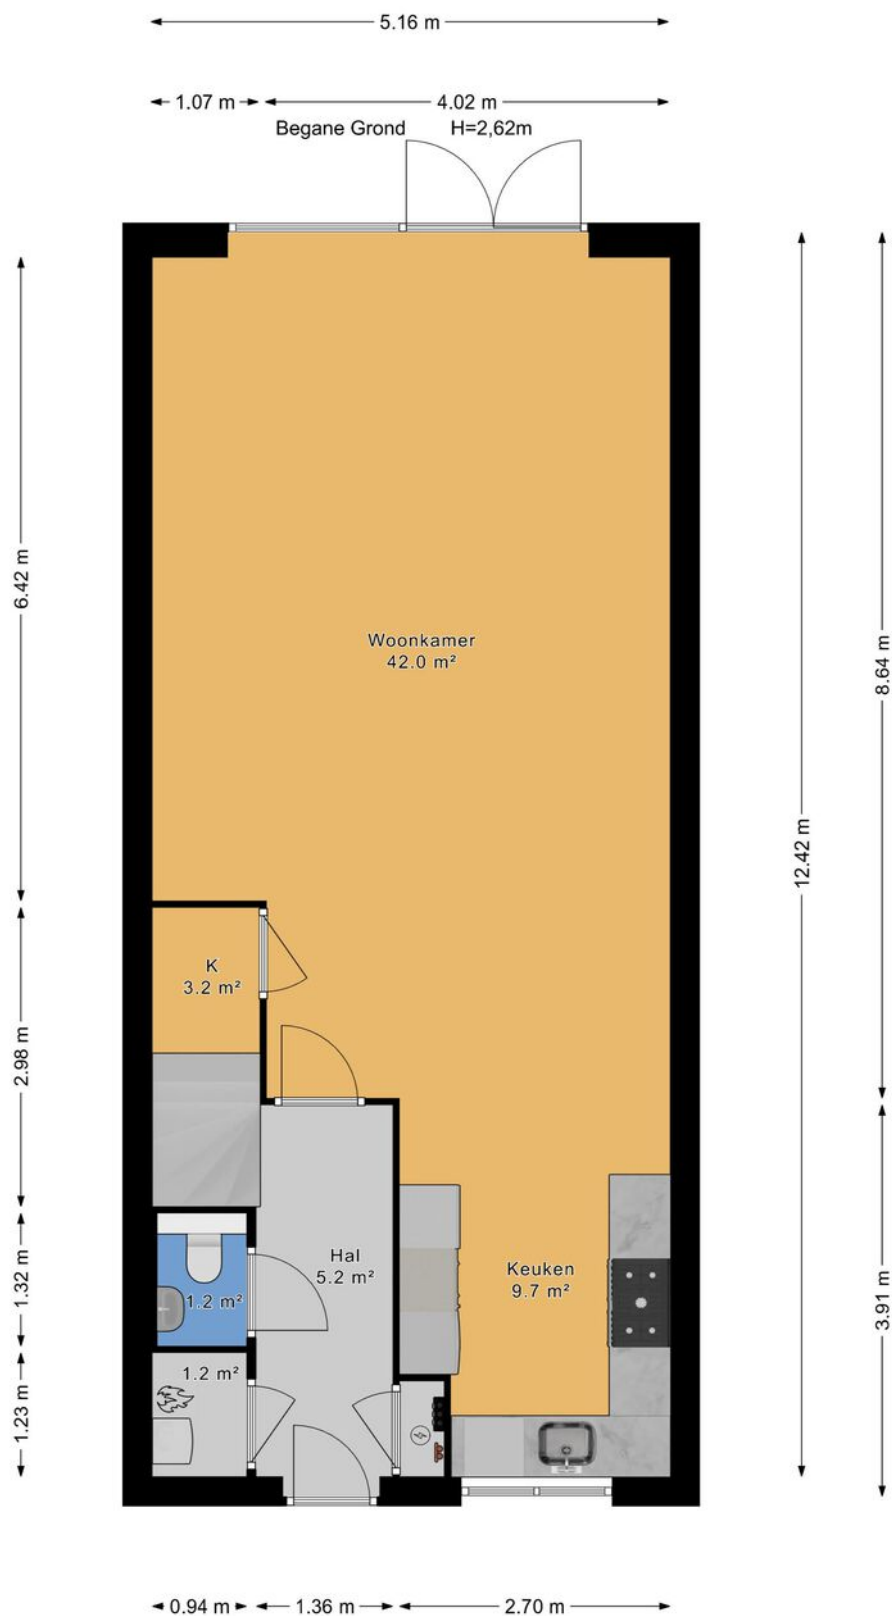 5.16 m
1.07 m
4.02 m
Begane Grond H=2,62m
6.42 m
8.64 m
Woonkamer
42.0 m²
12.42 m
K
3.2 m²
2.98 m
Hal
5.2 m²
Keuken
9.7 m²
1.32 m
1.2 m²
3.91 m
1.2 m²
1.23 m
0.94 m
1.36 m
2.70 m